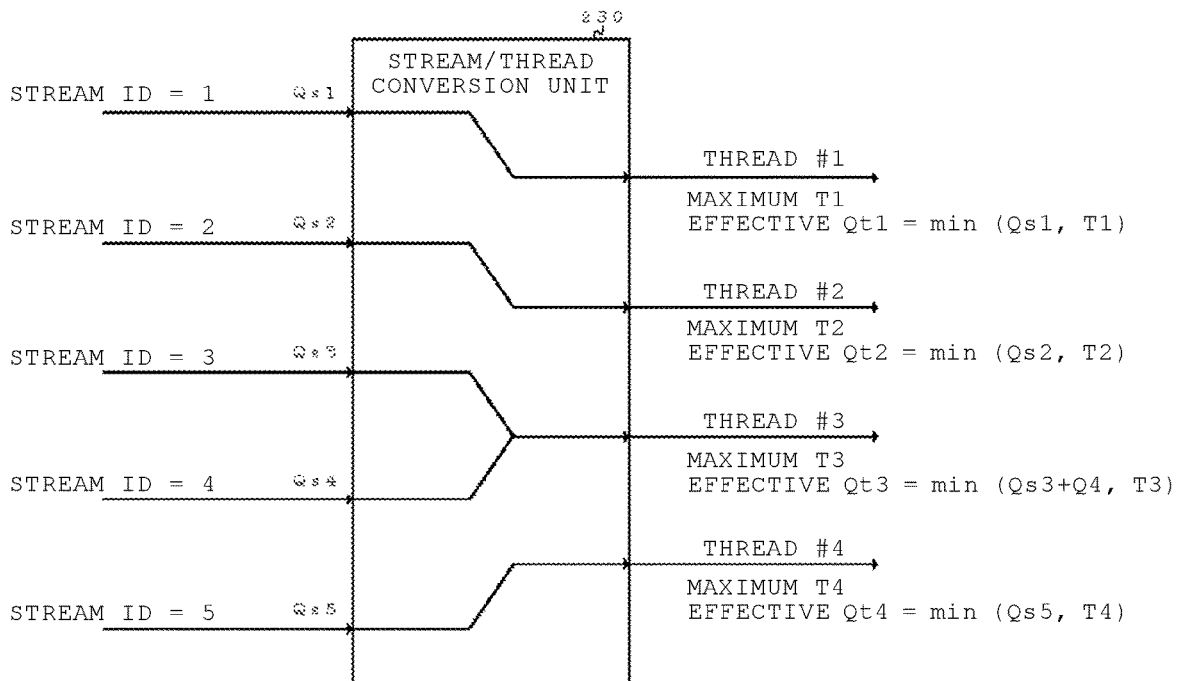 230
STREAM/THREAD
CONVERSION UNIT
STREAM ID = 1 Qs1
THREAD #1
MAXIMUM T1
EFFECTIVE Qt1 = min (Qs1, T1)
STREAM ID = 2 Qs2
THREAD #2
MAXIMUM T2
EFFECTIVE Qt2 = min (Qs2, T2)
STREAM ID = 3 Qs3
THREAD #3
MAXIMUM T3
EFFECTIVE Qt3 = min (Qs3+Q4, T3)
STREAM ID = 4 Qs4
THREAD #4
MAXIMUM T4
EFFECTIVE Qt4 = min (Qs5, T4)
STREAM ID = 5 Qs5